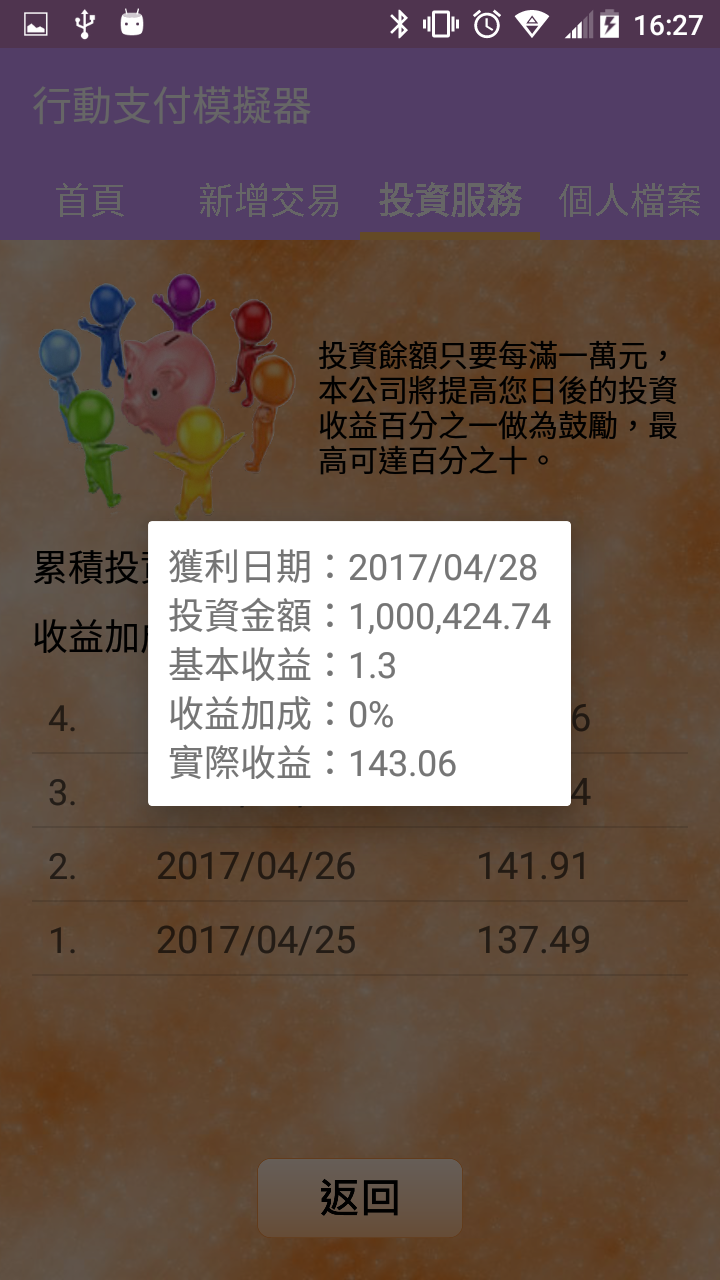 16:27
行動支付模擬器
首頁 新增交易 投資服務 個人檔案
投資餘額只要每滿一萬元，
本公司將提高您日後的投資
收益百分之一做為鼓勵，最
高可達百分之十。
累積投
收益加
獲利日期：2017/04/28
投資金額：1,000,424.74
基本收益：1.3
收益加成：0%
實際收益：143.06
4. 6
3. 4
2. 2017/04/26 141.91
1. 2017/04/25 137.49
返回